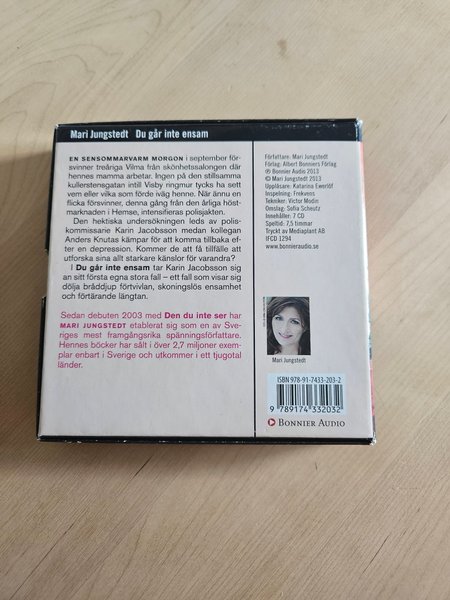 Mari Jungstedt Du går inte ensam
EN SENSOMMARVARM MORGON i september för-
svinner treåriga Vilma från skönhetssalongen där
hennes mamma arbetar. Ingen på den stillsamma
kullerstensgatan intill Visby ringmur tycks ha sett
vem eller vilka som förde iväg henne. När ännu en
flicka försvinner, denna gång från den årliga höst-
marknaden i Hemse, intensifieras polisjakten.
Den hektiska undersökningen leds av polis-
kommissarie Karin Jacobsson medan kollegan
Anders Knutas kämpar för att komma tillbaka efter
en depression. Kommer de att få tillfälle att
utforska sina allt starkare känslor för varandra?
I Du går inte ensam tar Karin Jacobsson sig
an sitt första egna stora fall – ett fall som visar sig
dölja bråddjup förtvivlan, skoningslös ensamhet
och förtärande längtan.
Sedan debuten 2003 med Den du inte ser har
MARI JUNGSTEDT etablerat sig som en av Sve-
riges mest framgångsrika spänningsförfattare.
Hennes böcker har sålt i över 2,7 miljoner exem-
plar enbart i Sverige och utkommer i ett tjugotal
länder.
Författare: Mari Jungstedt
Förlag: Albert Bonniers Förlag
℗ Bonnier Audio 2013
© Mari Jungstedt 2013
Uppläsare: Katarina Ewerlöf
Inspelning: Frekvens
Tekniker: Victor Modin
Omslag: Sofia Scheutz
Innehåller: 7 CD
Speltid: 7,5 timmar
Tryckt av Mediaplant AB
IFCD 1294
www.bonnieraudio.se
Mari Jungstedt
ISBN 978-91-7433-203-2
9 789174 332032
BONNIER AUDIO